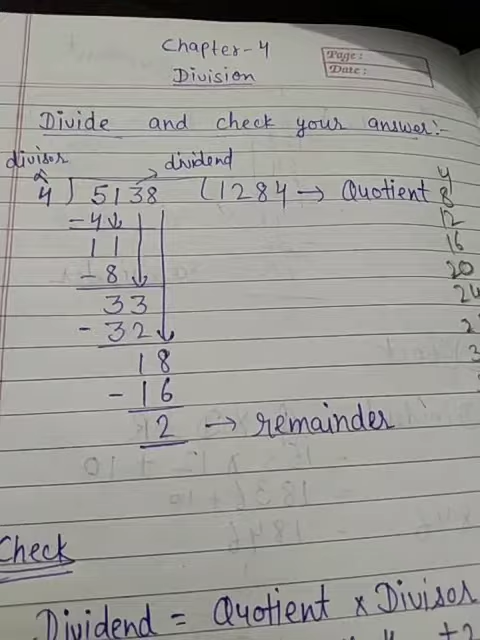 Chapter-4
Page:
Date:
Division
Divide and check your answer:-
divisor
dividend
4) 5138 (1284 → Quotient
-4
11
-8
33
-32
18
-16
12 → remainder
4
8
12
16
20
24
Check
Dividend = Quotient × Divisor
+2